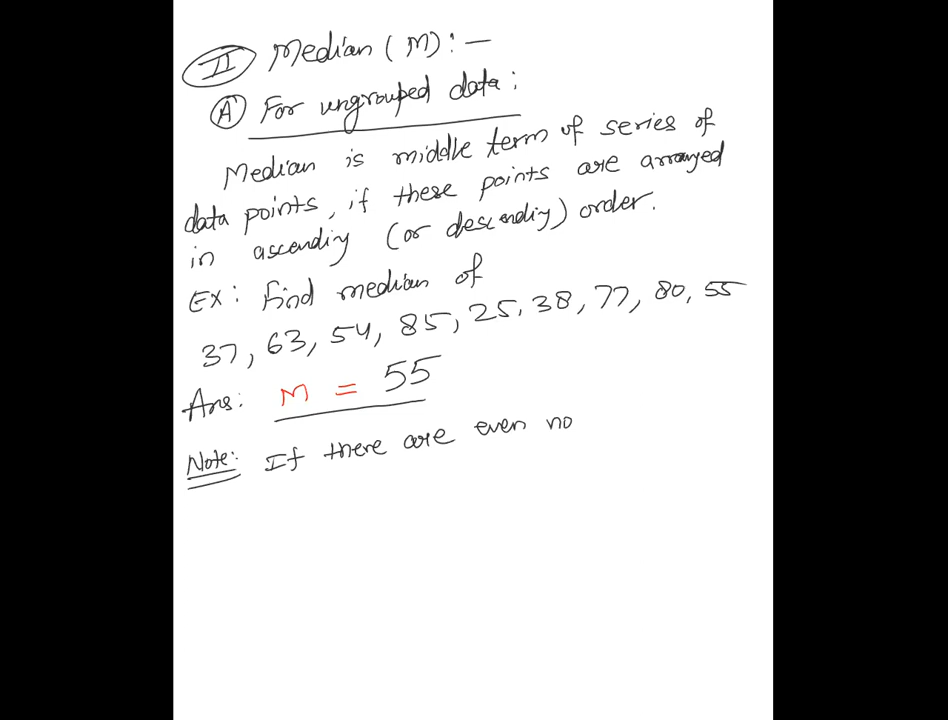 II Median (M): —
A For ungrouped data:
Median is middle term of series of
data points, if these points are arranged
in ascendiy (or descendiy) order.
EX: Find median of
37, 63, 54, 85, 25, 38, 77, 80, 55
Ans: M = 55
Note: If there are even no